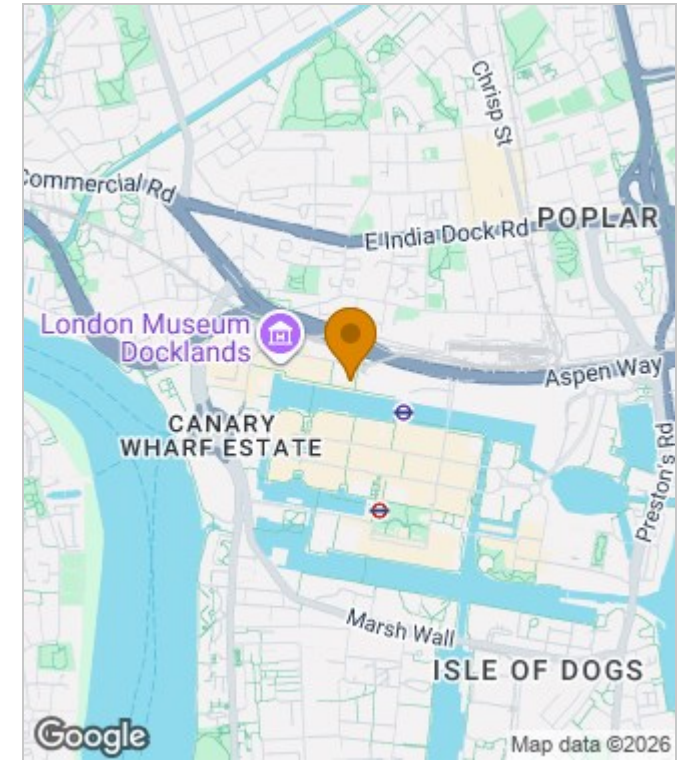 Chrisp St
Commercial Rd
E India Dock Rd
POPLAR
London Museum
Docklands
Aspen Way
CANARY
WHARF ESTATE
Preston's Rd
Marsh Wall
ISLE OF DOGS
Google
Map data ©2026